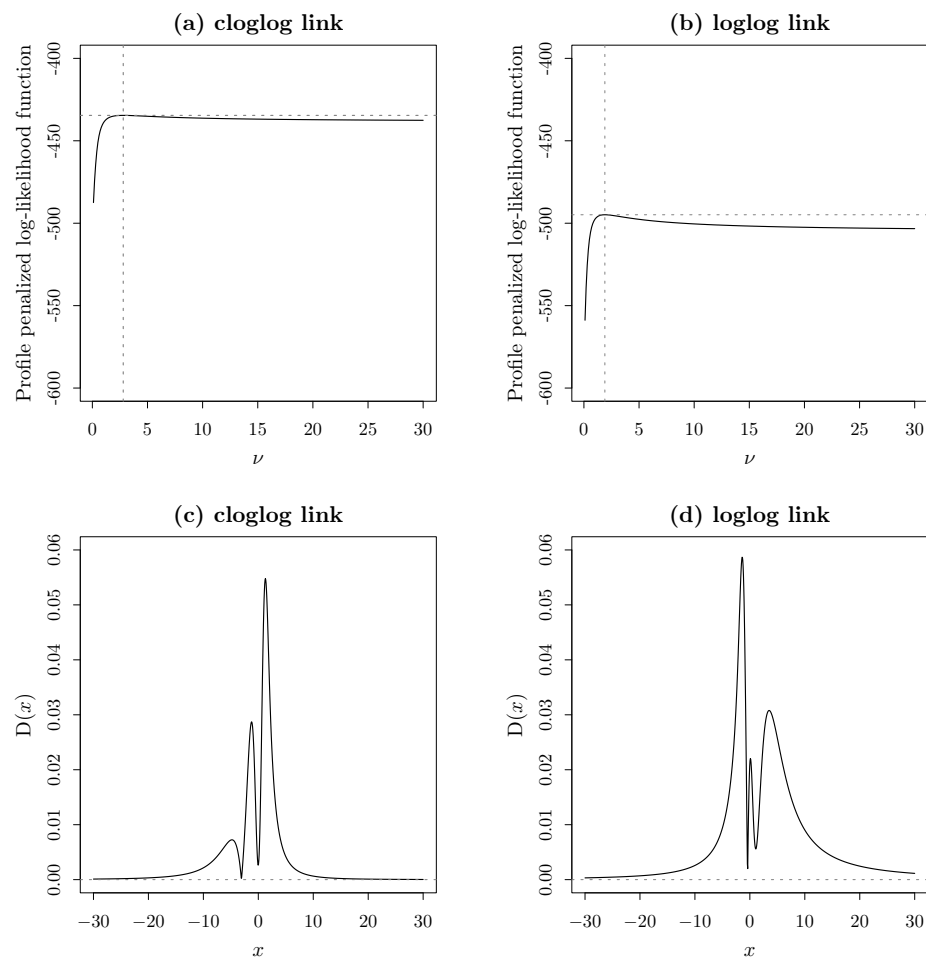 (a) cloglog link
Profile penalized log-likelihood function
-400
-450
-500
-550
-600
0 5 10 15 20 25 30
ν
(b) loglog link
Profile penalized log-likelihood function
-400
-450
-500
-550
-600
0 5 10 15 20 25 30
ν
(c) cloglog link
D(x)
0.06
0.05
0.04
0.03
0.02
0.01
0.00
−30 −20 −10 0 10 20 30
x
(d) loglog link
D(x)
0.06
0.05
0.04
0.03
0.02
0.01
0.00
−30 −20 −10 0 10 20 30
x